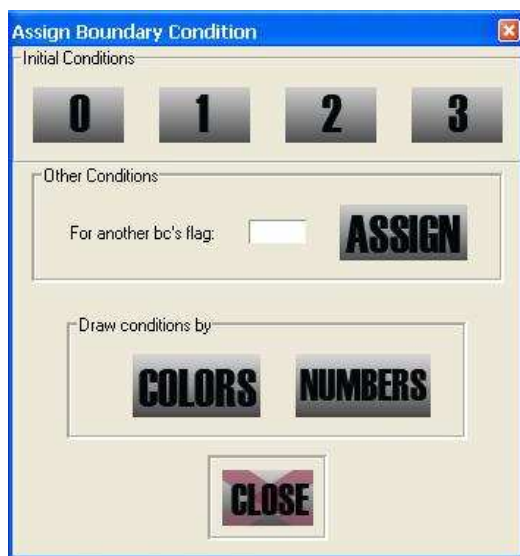 Assign Boundary Condition
Initial Conditions
0 1 2 3
Other Conditions
For another bc's flag: ASSIGN
Draw conditions by
COLORS NUMBERS
CLOSE